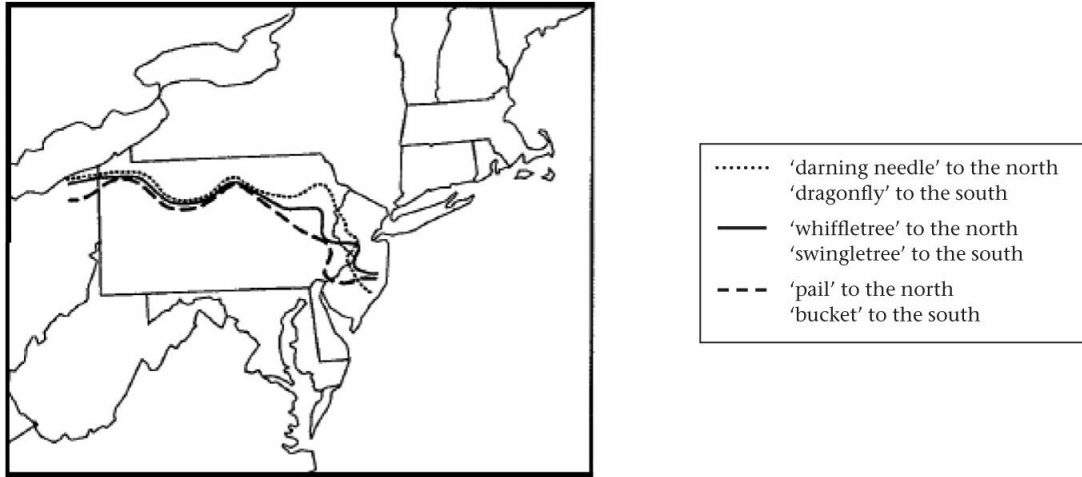 ‘darning needle’ to the north
‘dragonfly’ to the south
‘whiffletree’ to the north
‘swingletree’ to the south
‘pail’ to the north
‘bucket’ to the south